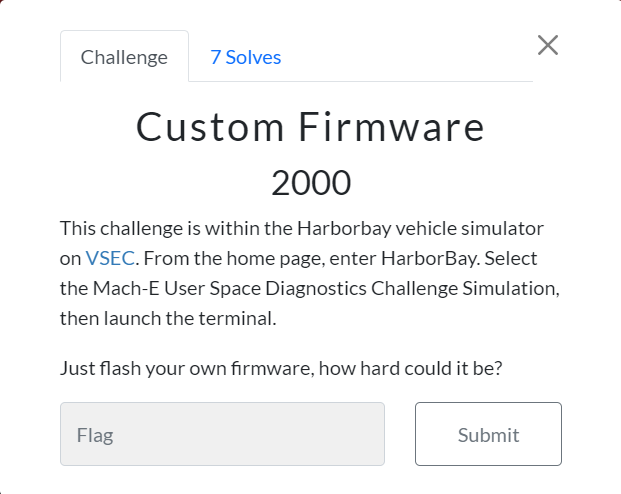 Challenge
7 Solves
Custom Firmware
2000
This challenge is within the Harborbay vehicle simulator
on VSEC. From the home page, enter HarborBay. Select
the Mach-E User Space Diagnostics Challenge Simulation,
then launch the terminal.
Just flash your own firmware, how hard could it be?
Flag
Submit